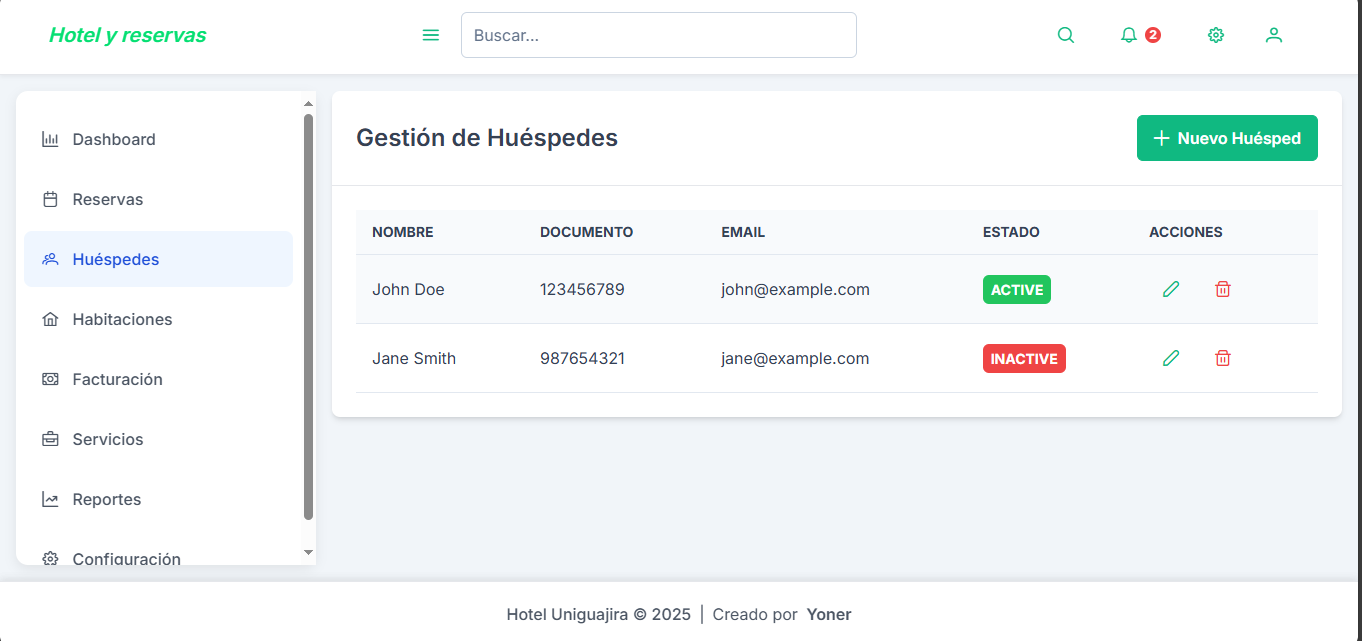 Hotel y reservas
Buscar...
2
Dashboard
Reservas
Huéspedes
Habitaciones
Facturación
Servicios
Reportes
Configuración
Gestión de Huéspedes
Nuevo Huésped
NOMBRE DOCUMENTO EMAIL ESTADO ACCIONES
John Doe 123456789 john@example.com ACTIVE
Jane Smith 987654321 jane@example.com INACTIVE
Hotel Uniguajira © 2025 | Creado por Yoner